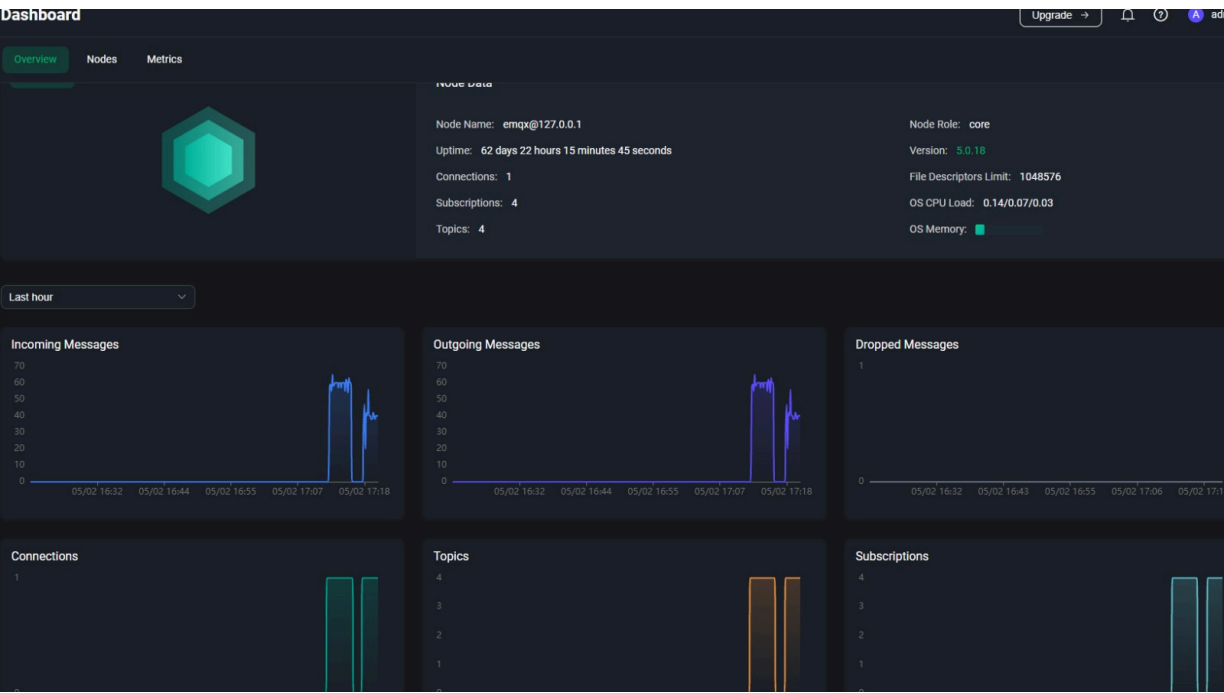 Dashboard
Upgrade →
A
Overview Nodes Metrics
Node Data
Node Name: emqx@127.0.0.1
Node Role: core
Uptime: 62 days 22 hours 15 minutes 45 seconds
Version: 5.0.18
Connections: 1
File Descriptors Limit: 1048576
Subscriptions: 4
OS CPU Load: 0.14/0.07/0.03
Topics: 4
OS Memory:
Last hour
Incoming Messages
70
60
50
40
30
20
10
0
05/02 16:32 05/02 16:44 05/02 16:55 05/02 17:07 05/02 17:18
Outgoing Messages
70
60
50
40
30
20
10
0
05/02 16:32 05/02 16:44 05/02 16:55 05/02 17:07 05/02 17:18
Dropped Messages
1
0
05/02 16:32 05/02 16:43 05/02 16:55 05/02 17:06 05/02 17:1
Connections
1
0
Topics
4
3
2
1
0
Subscriptions
4
3
2
1
0